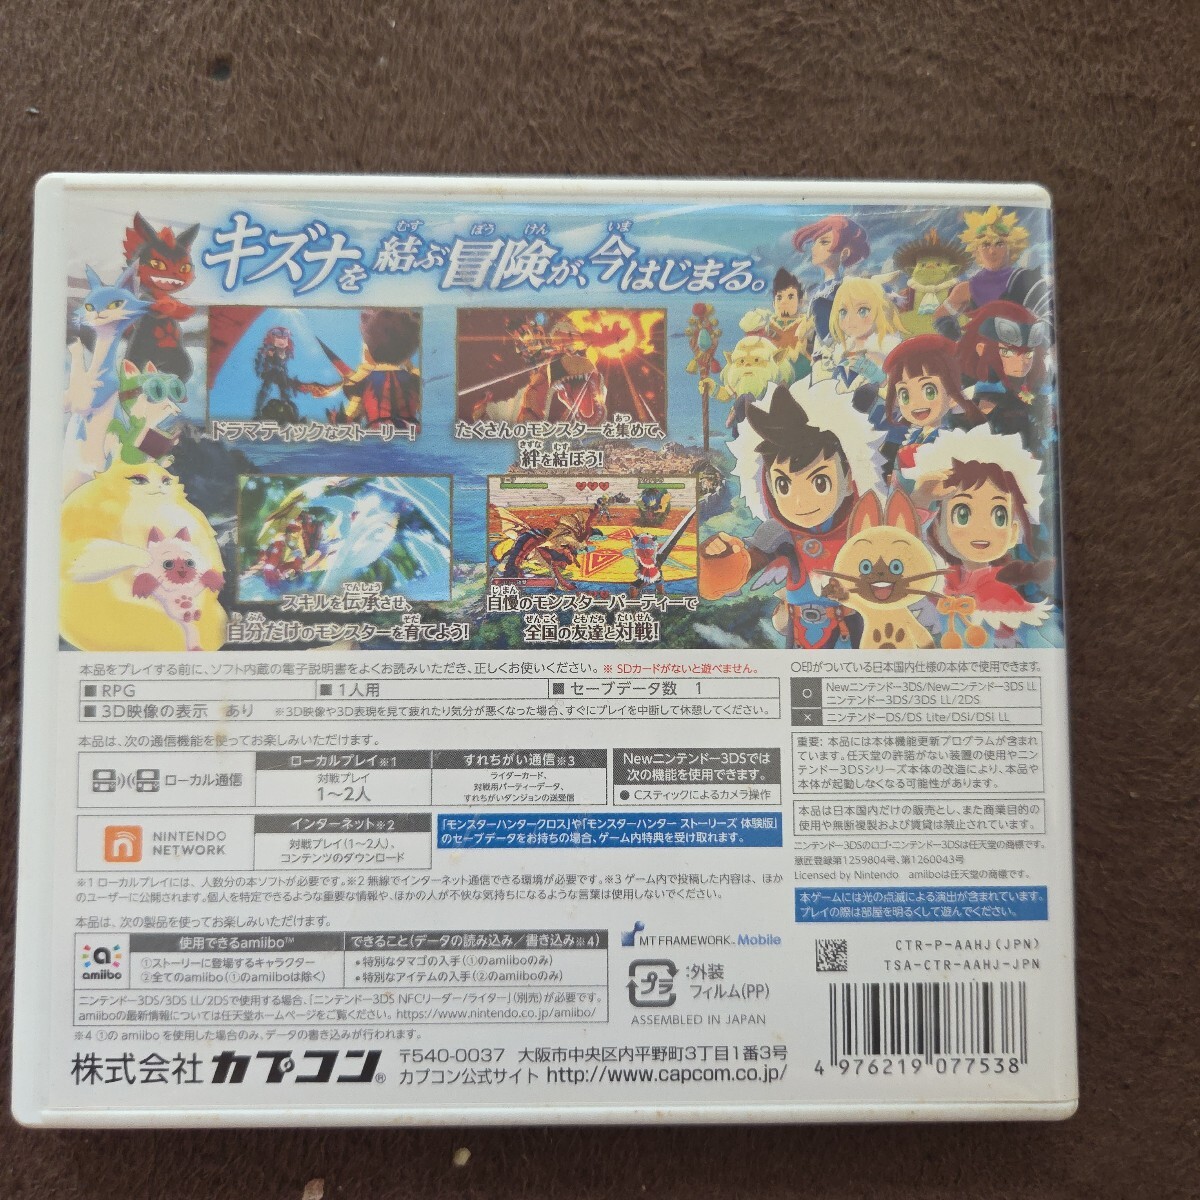 キズナを結ぶ冒険が、今はじまる。
ドラマティックなストーリー!
たくさんのモンスターを集めて、
絆を結ぼう!
スキルを伝承させ、
自分だけのモンスターを育てよう!
自慢のモンスターパーティーで
全国の友達と対戦!
本品をプレイする前に、ソフト内蔵の電子説明書をよくお読みいただき、正しくお使いください。※ SDカードがないと遊べません。
■ RPG
■ 1人用
■ セーブデータ数 1
■ 3D映像の表示 あり ※3D映像や3D表現を見て疲れたり気分が悪くなった場合、すぐにプレイを中断して休憩してください。
本品は、次の通信機能を使ってお楽しみいただけます。
ローカル通信
ローカルプレイ※1
対戦プレイ
1〜2人
すれちがい通信※3
ライダーカード、
対戦用パーティーデータ、
すれちがいダンジョンの送受信
Newニンテンドー3DSでは
次の機能を使用できます。
● Cスティックによるカメラ操作
NINTENDO
NETWORK
インターネット※2
対戦プレイ(1〜2人)、
コンテンツのダウンロード
「モンスターハンタークロス」や「モンスターハンター ストーリーズ 体験版」
のセーブデータをお持ちの場合、ゲーム内特典を受け取れます。
※1 ローカルプレイには、人数分の本ソフトが必要です。※2 無線でインターネット通信できる環境が必要です。※3 ゲーム内で投稿した内容は、ほか
のユーザーに公開されます。個人を特定できるような重要な情報や、ほかの人が不快な気持ちになるような言葉は使用しないでください。
本品は、次の製品を使ってお楽しみいただけます。
amiibo
使用できるamiibo™
①ストーリーに登場するキャラクター
②全てのamiibo(①のamiiboは除く)
できること(データの読み込み/書き込み※4)
• 特別なタマゴの入手(①のamiiboのみ)
• 特別なアイテムの入手(②のamiiboのみ)
ニンテンドー3DS/3DS LL/2DSで使用する場合、「ニンテンドー3DS NFCリーダー/ライター」(別売)が必要です。
amiiboの最新情報については任天堂ホームページをご覧ください。https://www.nintendo.co.jp/amiibo/
※4 ①のamiiboを使用した場合のみ、データの書き込みが行われます。
株式会社カプコン®
〒540-0037 大阪市中央区内平野町3丁目1番3号
カプコン公式サイト http://www.capcom.co.jp/
○印がついている日本国内仕様の本体で使用できます。
○ Newニンテンドー3DS/Newニンテンドー3DS LL
ニンテンドー3DS/3DS LL/2DS
× ニンテンドーDS/DS Lite/DSi/DSi LL
重要: 本品には本体機能更新プログラムが含まれ
ています。任天堂の許諾がない装置の使用やニン
テンドー3DSシリーズ本体の改造により、本品や
本体が起動しなくなる可能性があります。
本品は日本国内だけの販売とし、また商業目的の
使用や無断複製および賃貸は禁止されています。
ニンテンドー3DSのロゴ・ニンテンドー3DSは任天堂の商標です。
意匠登録第1259804号、第1260043号
Licensed by Nintendo amiiboは任天堂の商標です。
本ゲームには光の点滅による演出が含まれています。
プレイの際は部屋を明るくして遊んでください。
MT FRAMEWORK Mobile
プラ
:外装
フィルム(PP)
ASSEMBLED IN JAPAN
CTR-P-AAHJ(JPN)
TSA-CTR-AAHJ-JPN
4 976219 077538